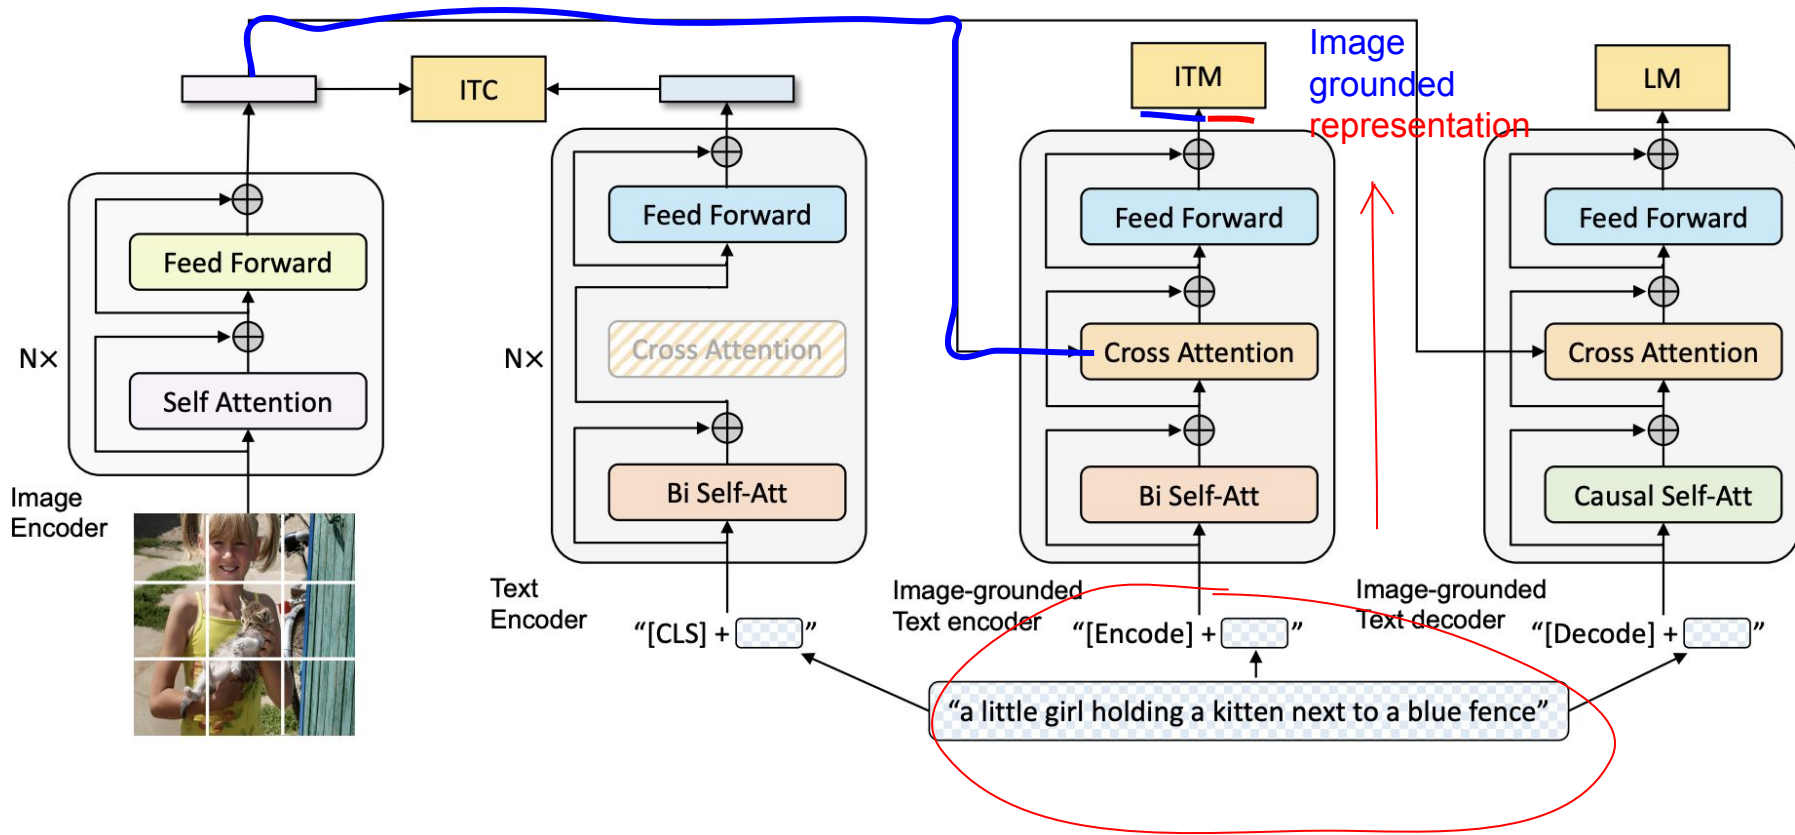 ITC
ITM
Image
grounded
representation
LM
Feed Forward
Feed Forward
Feed Forward
Feed Forward
N×
Self Attention
N×
Cross Attention
Cross Attention
Cross Attention
Bi Self-Att
Bi Self-Att
Causal Self-Att
Image
Encoder
Text
Encoder
Image-grounded
Text encoder
Image-grounded
Text decoder
“[CLS] + ”
“[Encode] + ”
“[Decode] + ”
“a little girl holding a kitten next to a blue fence”